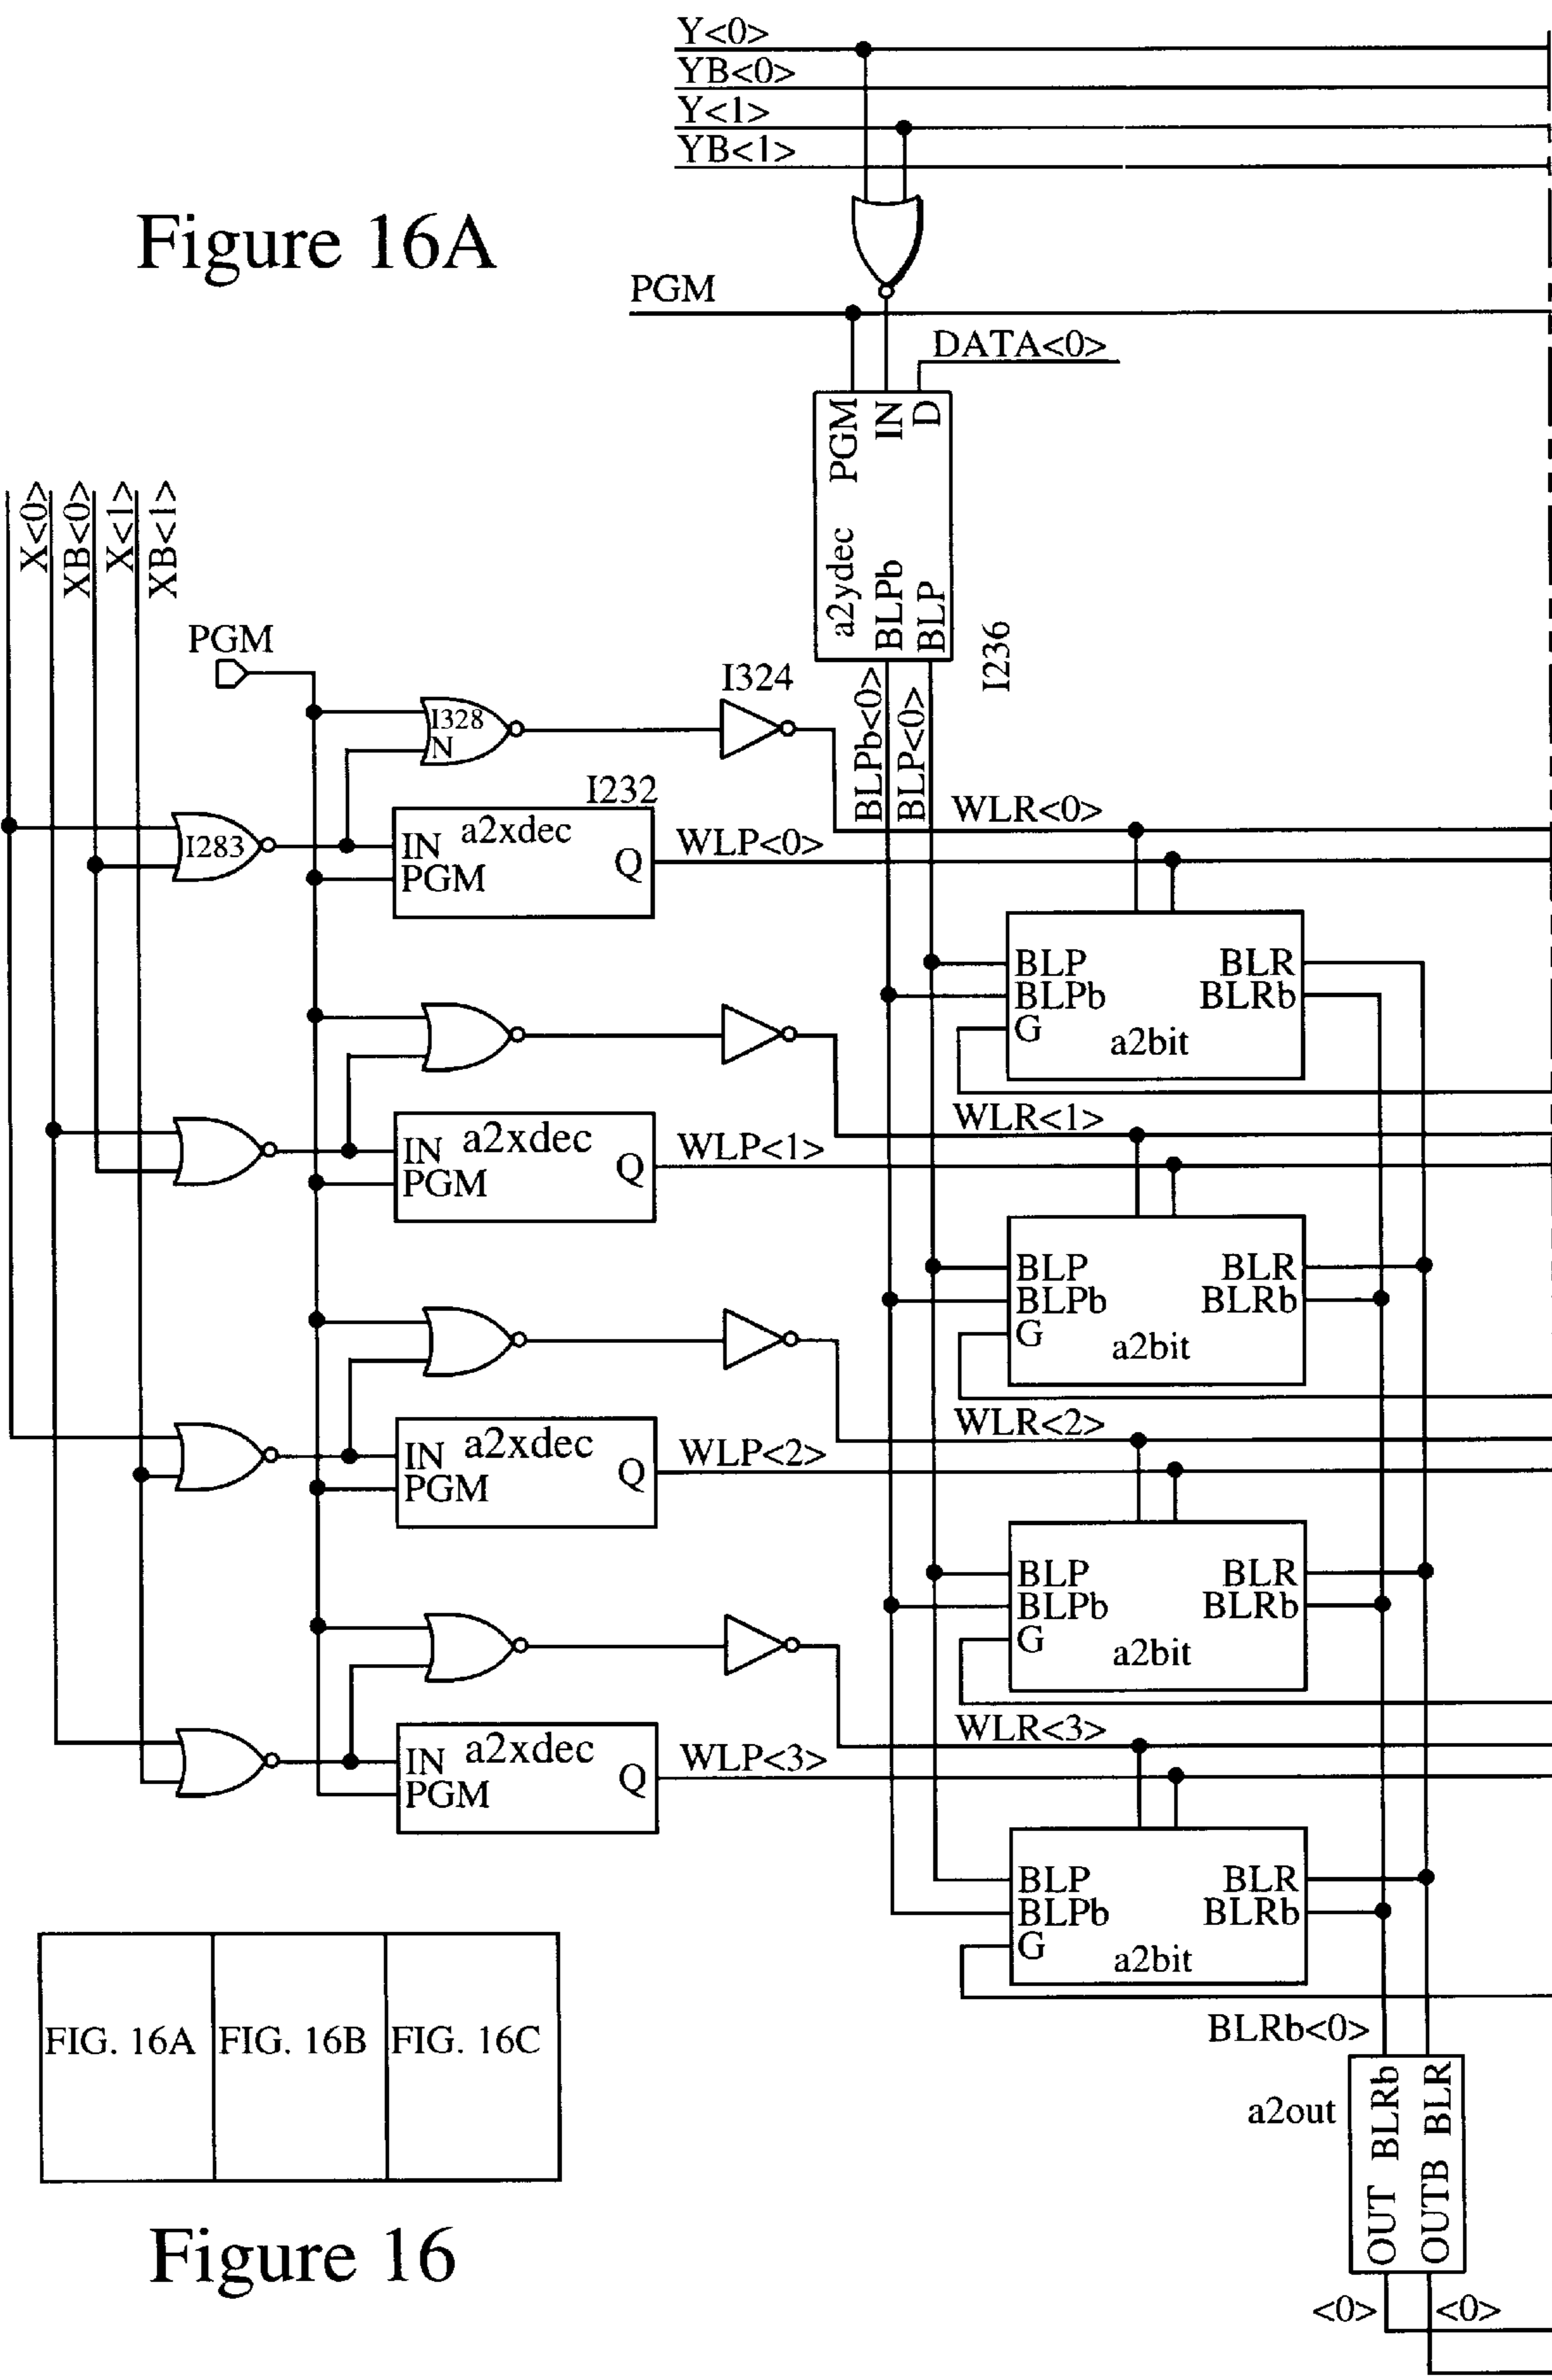 Y<0>
YB<0>
Y<1>
YB<1>
Figure 16A
PGM
DATA<0>
PGM
IN
D
a2ydec
BLPb
BLP
I236
X<0>
XB<0>
X<1>
XB<1>
PGM
I324
BLPb<0>
BLP<0>
I328
N
I232
WLR<0>
I283
IN a2xdec
PGM
Q
WLP<0>
BLP BLR
BLPb BLRb
G
a2bit
WLR<1>
IN a2xdec
PGM
Q
WLP<1>
BLP BLR
BLPb BLRb
G
a2bit
WLR<2>
IN a2xdec
PGM
Q
WLP<2>
BLP BLR
BLPb BLRb
G
a2bit
WLR<3>
IN a2xdec
PGM
Q
WLP<3>
BLP BLR
BLPb BLRb
G
a2bit
FIG. 16A FIG. 16B FIG. 16C
Figure 16
BLRb<0>
a2out
OUT BLRb
OUTB BLR
<0> <0>